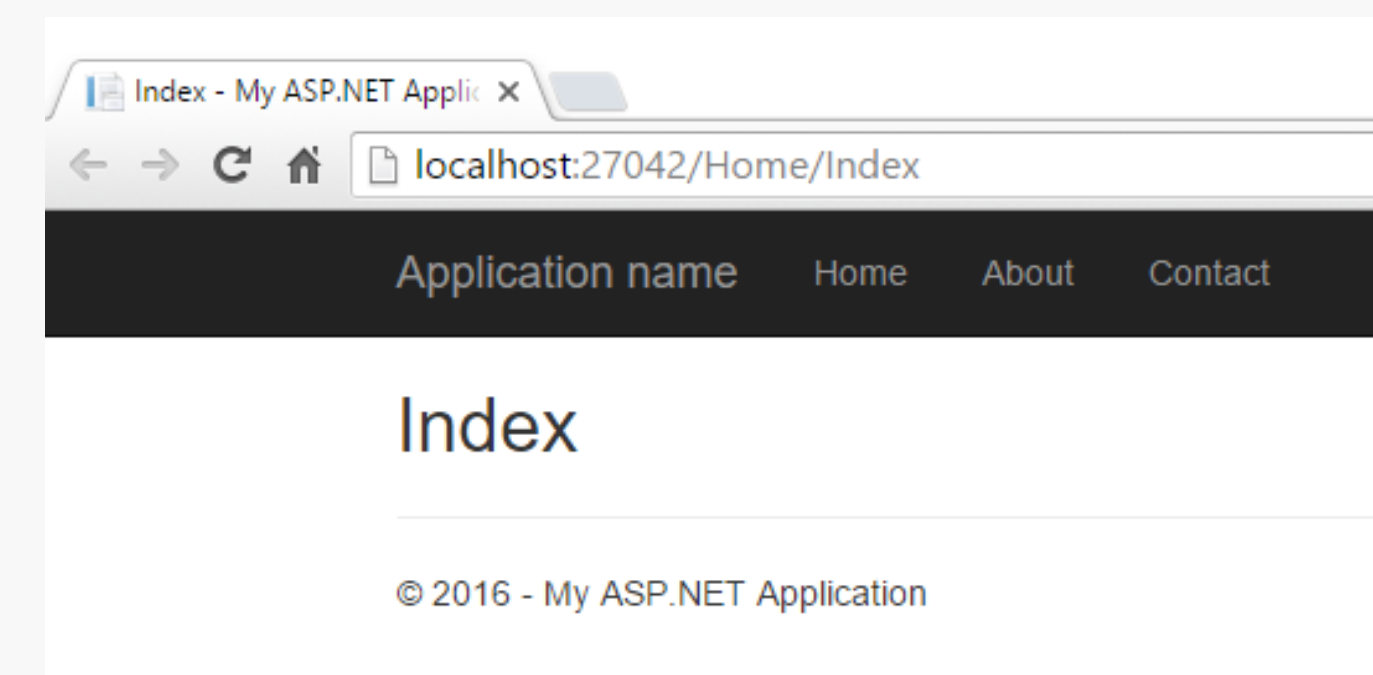 Index - My ASP.NET Applic
localhost:27042/Home/Index
Application name Home About Contact
Index
© 2016 - My ASP.NET Application